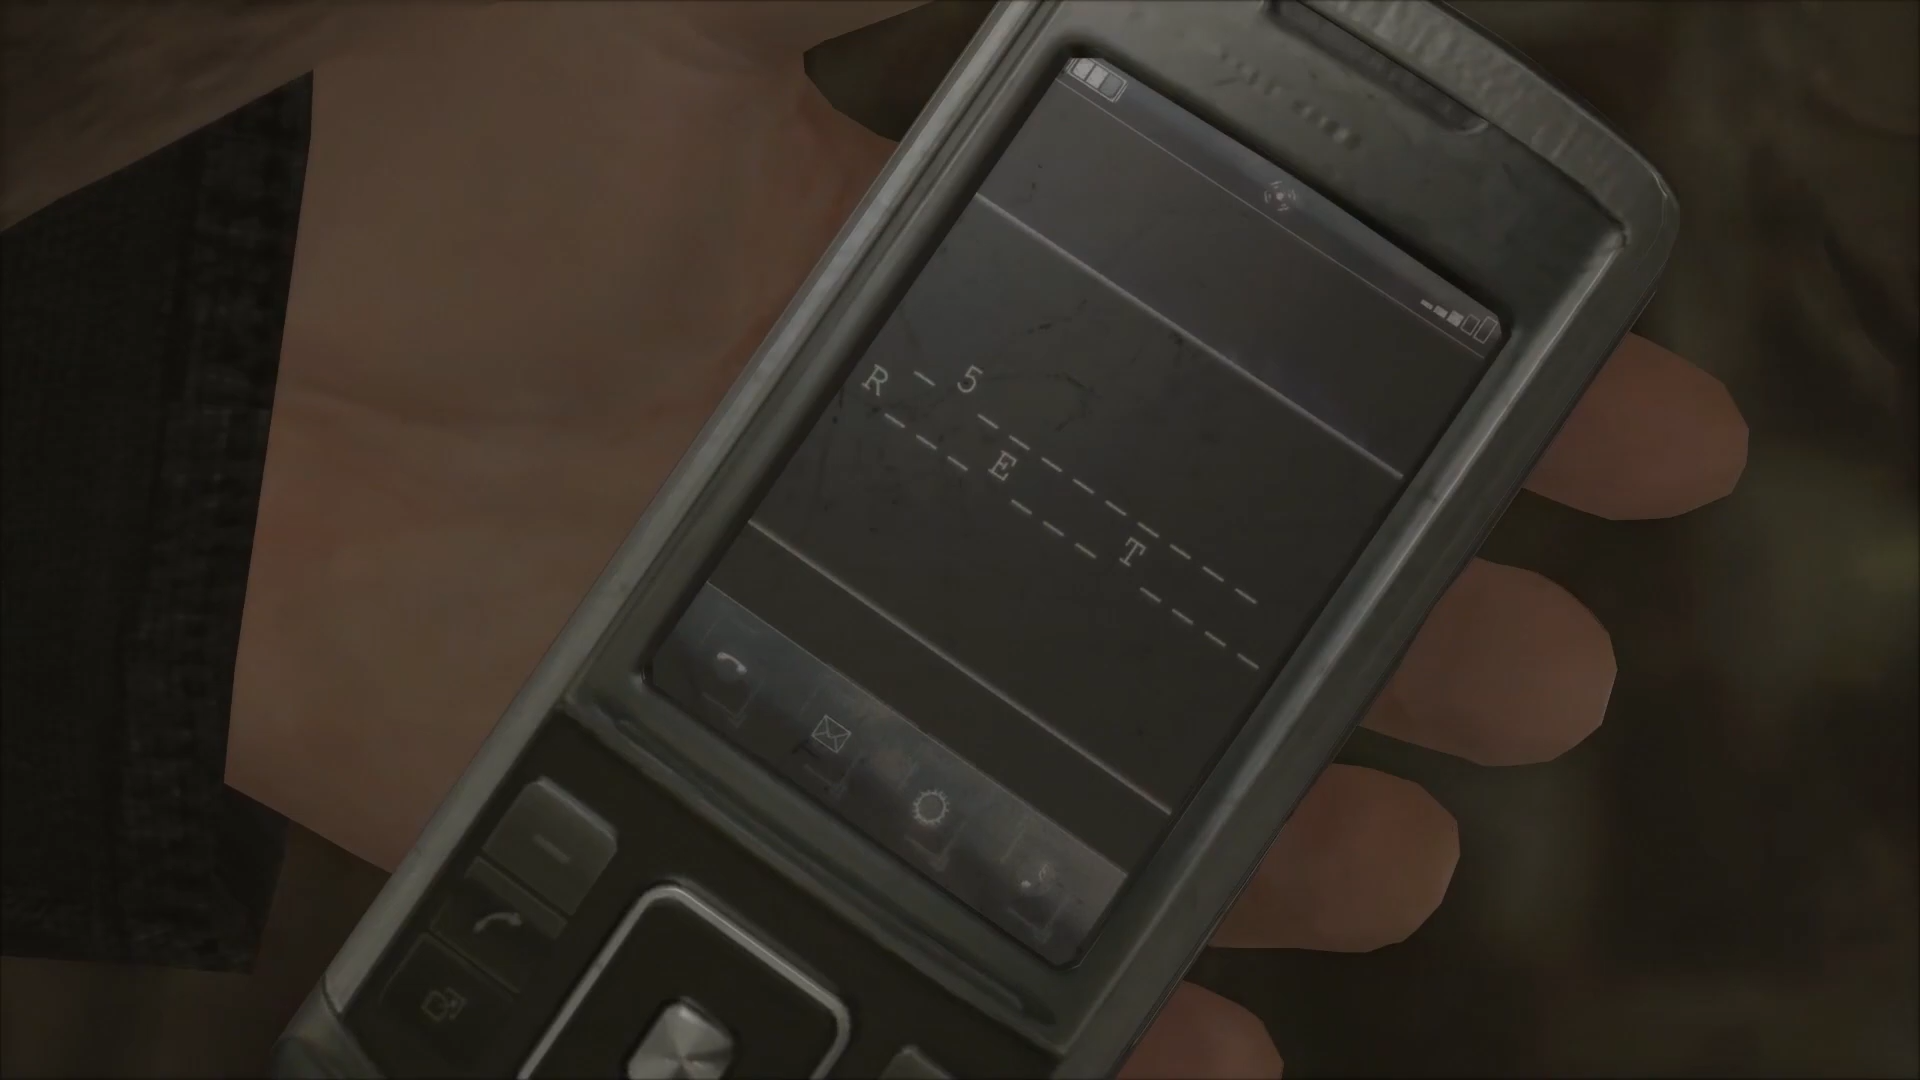 _ 5 _ _ _ _ _ _ _ _ _
R _ _ _ E _ _ _ T _ _ _ _